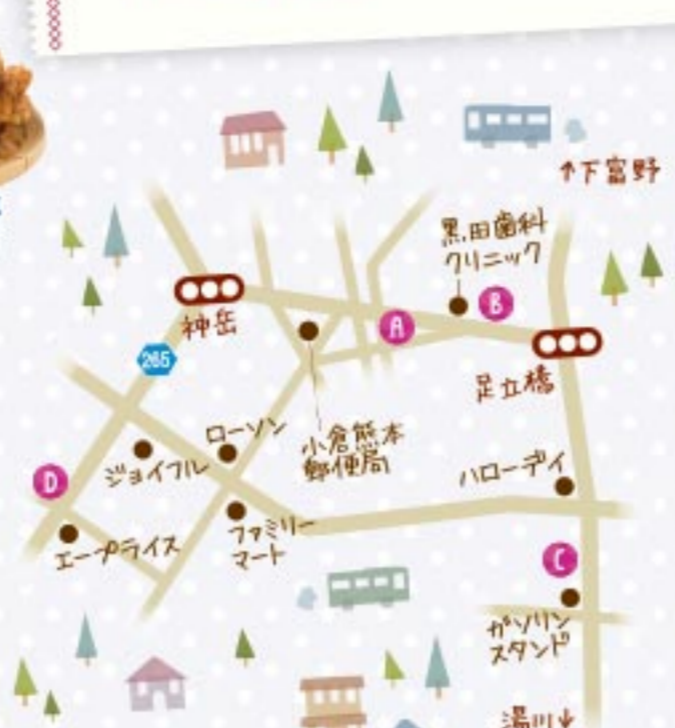 ↑下富野
黒田歯科
クリニック
B
神岳
A
足立橋
265
ローソン
小倉熊本
郵便局
ジョイフル
ハローデイ
D
ファミリー
マート
エープライス
C
ガソリン
スタンド
湯川↓